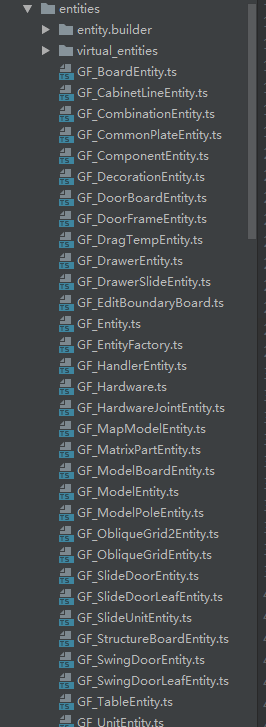 entities
entity.builder
virtual_entities
GF_BoardEntity.ts
GF_CabinetLineEntity.ts
GF_CombinationEntity.ts
GF_CommonPlateEntity.ts
GF_ComponentEntity.ts
GF_DecorationEntity.ts
GF_DoorBoardEntity.ts
GF_DoorFrameEntity.ts
GF_DragTempEntity.ts
GF_DrawerEntity.ts
GF_DrawerSlideEntity.ts
GF_EditBoundaryBoard.ts
GF_Entity.ts
GF_EntityFactory.ts
GF_HandlerEntity.ts
GF_Hardware.ts
GF_HardwareJointEntity.ts
GF_MapModelEntity.ts
GF_MatrixPartEntity.ts
GF_ModelBoardEntity.ts
GF_ModelEntity.ts
GF_ModelPoleEntity.ts
GF_ObliqueGrid2Entity.ts
GF_ObliqueGridEntity.ts
GF_SlideDoorEntity.ts
GF_SlideDoorLeafEntity.ts
GF_SlideUnitEntity.ts
GF_StructureBoardEntity.ts
GF_SwingDoorEntity.ts
GF_SwingDoorLeafEntity.ts
GF_TableEntity.ts
GF_UnitEntity.ts